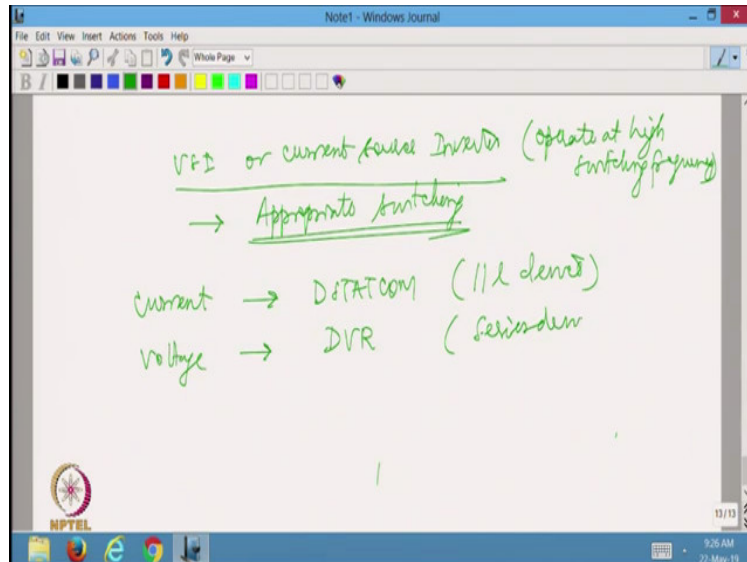 Note1 - Windows Journal
File Edit View Insert Actions Tools Help
Whole Page
B I
VSI or current source Inverter (operate at high
switching frequency)
→ Appropriate switching
current → DSTATCOM (11l device)
voltage → DVR (series dev
NPTEL
13/13
9:26 AM
22-May-19